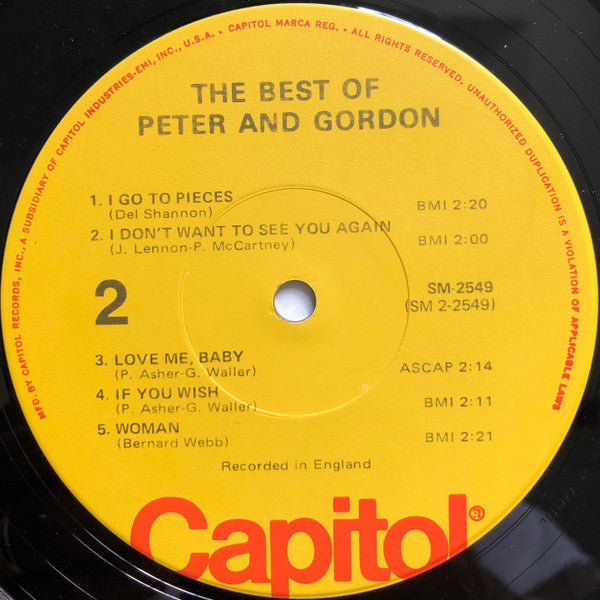 MFD. BY CAPITOL RECORDS, INC., A SUBSIDIARY OF CAPITOL INDUSTRIES-EMI, INC., U.S.A. • CAPITOL MARCA REG. • ALL RIGHTS RESERVED. UNAUTHORIZED DUPLICATION IS A VIOLATION OF APPLICABLE LAWS
THE BEST OF
PETER AND GORDON
1. I GO TO PIECES BMI 2:20
(Del Shannon)
2. I DON'T WANT TO SEE YOU AGAIN BMI 2:00
(J. Lennon-P. McCartney)
2
SM-2549
(SM 2-2549)
3. LOVE ME, BABY ASCAP 2:14
(P. Asher-G. Waller)
4. IF YOU WISH BMI 2:11
(P. Asher-G. Waller)
5. WOMAN BMI 2:21
(Bernard Webb)
Recorded in England
Capitol®